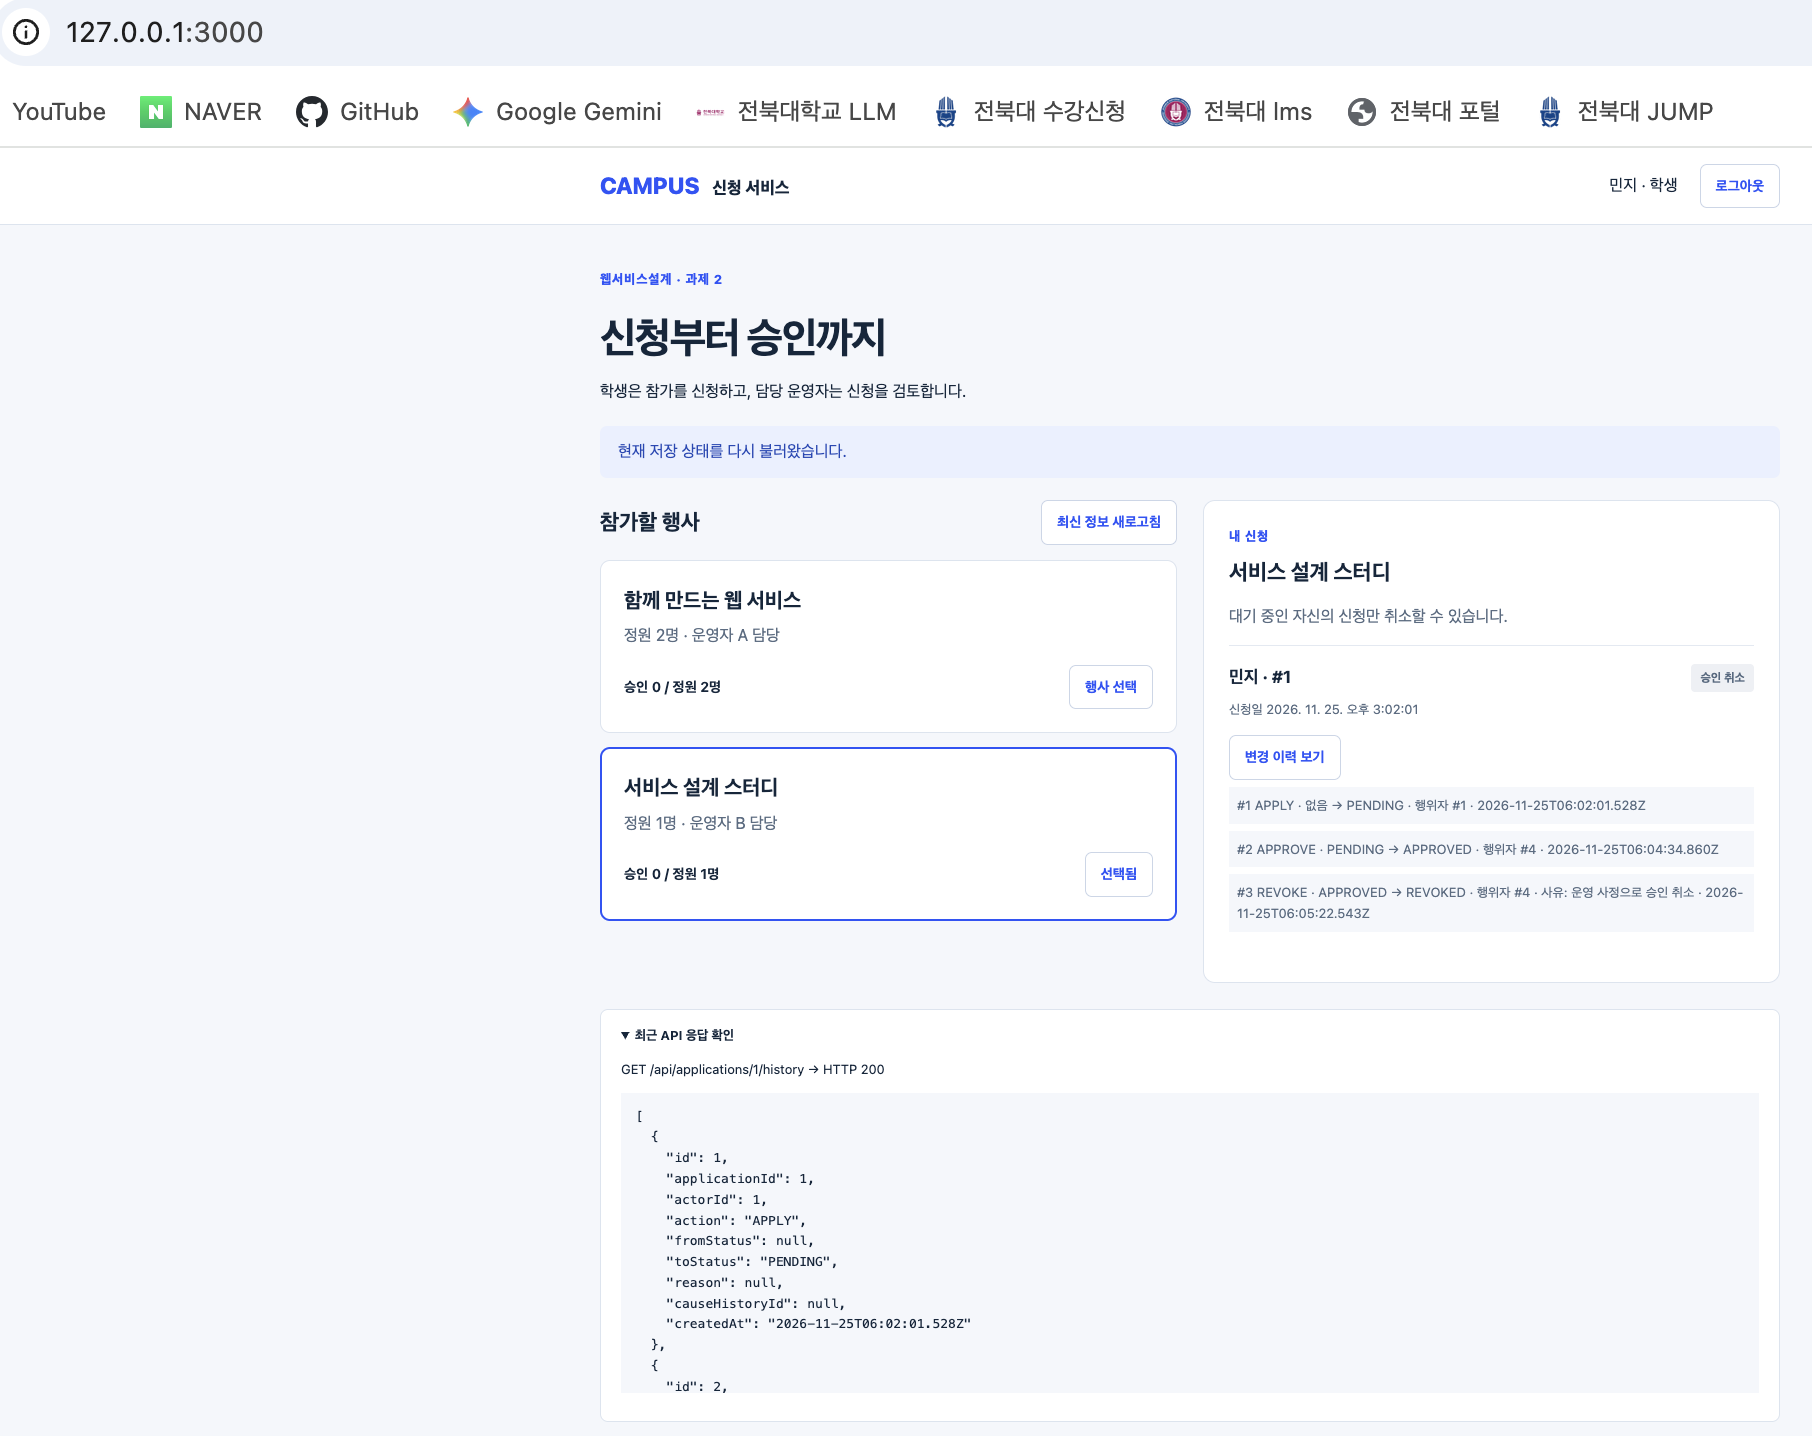 127.0.0.1:3000
YouTube NAVER GitHub Google Gemini 전북대학교 LLM 전북대 수강신청 전북대 lms 전북대 포털 전북대 JUMP
CAMPUS 신청 서비스
민지 · 학생 로그아웃
웹서비스설계 · 과제 2
신청부터 승인까지
학생은 참가를 신청하고, 담당 운영자는 신청을 검토합니다.
현재 저장 상태를 다시 불러왔습니다.
참가할 행사 최신 정보 새로고침
함께 만드는 웹 서비스
정원 2명 · 운영자 A 담당
승인 0 / 정원 2명 행사 선택
서비스 설계 스터디
정원 1명 · 운영자 B 담당
승인 0 / 정원 1명 선택됨
내 신청
서비스 설계 스터디
대기 중인 자신의 신청만 취소할 수 있습니다.
민지 · #1 승인 취소
신청일 2026. 11. 25. 오후 3:02:01
변경 이력 보기
#1 APPLY · 없음 → PENDING · 행위자 #1 · 2026-11-25T06:02:01.528Z
#2 APPROVE · PENDING → APPROVED · 행위자 #4 · 2026-11-25T06:04:34.860Z
#3 REVOKE · APPROVED → REVOKED · 행위자 #4 · 사유: 운영 사정으로 승인 취소 · 2026-
11-25T06:05:22.543Z
▼ 최근 API 응답 확인
GET /api/applications/1/history → HTTP 200
[
{
"id": 1,
"applicationId": 1,
"actorId": 1,
"action": "APPLY",
"fromStatus": null,
"toStatus": "PENDING",
"reason": null,
"causeHistoryId": null,
"createdAt": "2026-11-25T06:02:01.528Z"
},
{
"id": 2,